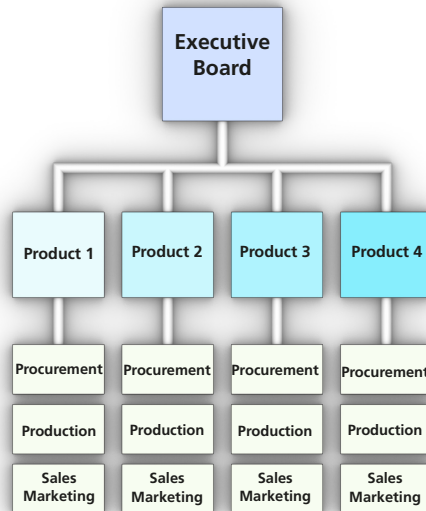 Executive
Board
Product 1 Product 2 Product 3 Product 4
Procurement Procurement Procurement Procurement
Production Production Production Production
Sales Sales Sales Sales
Marketing Marketing Marketing Marketing